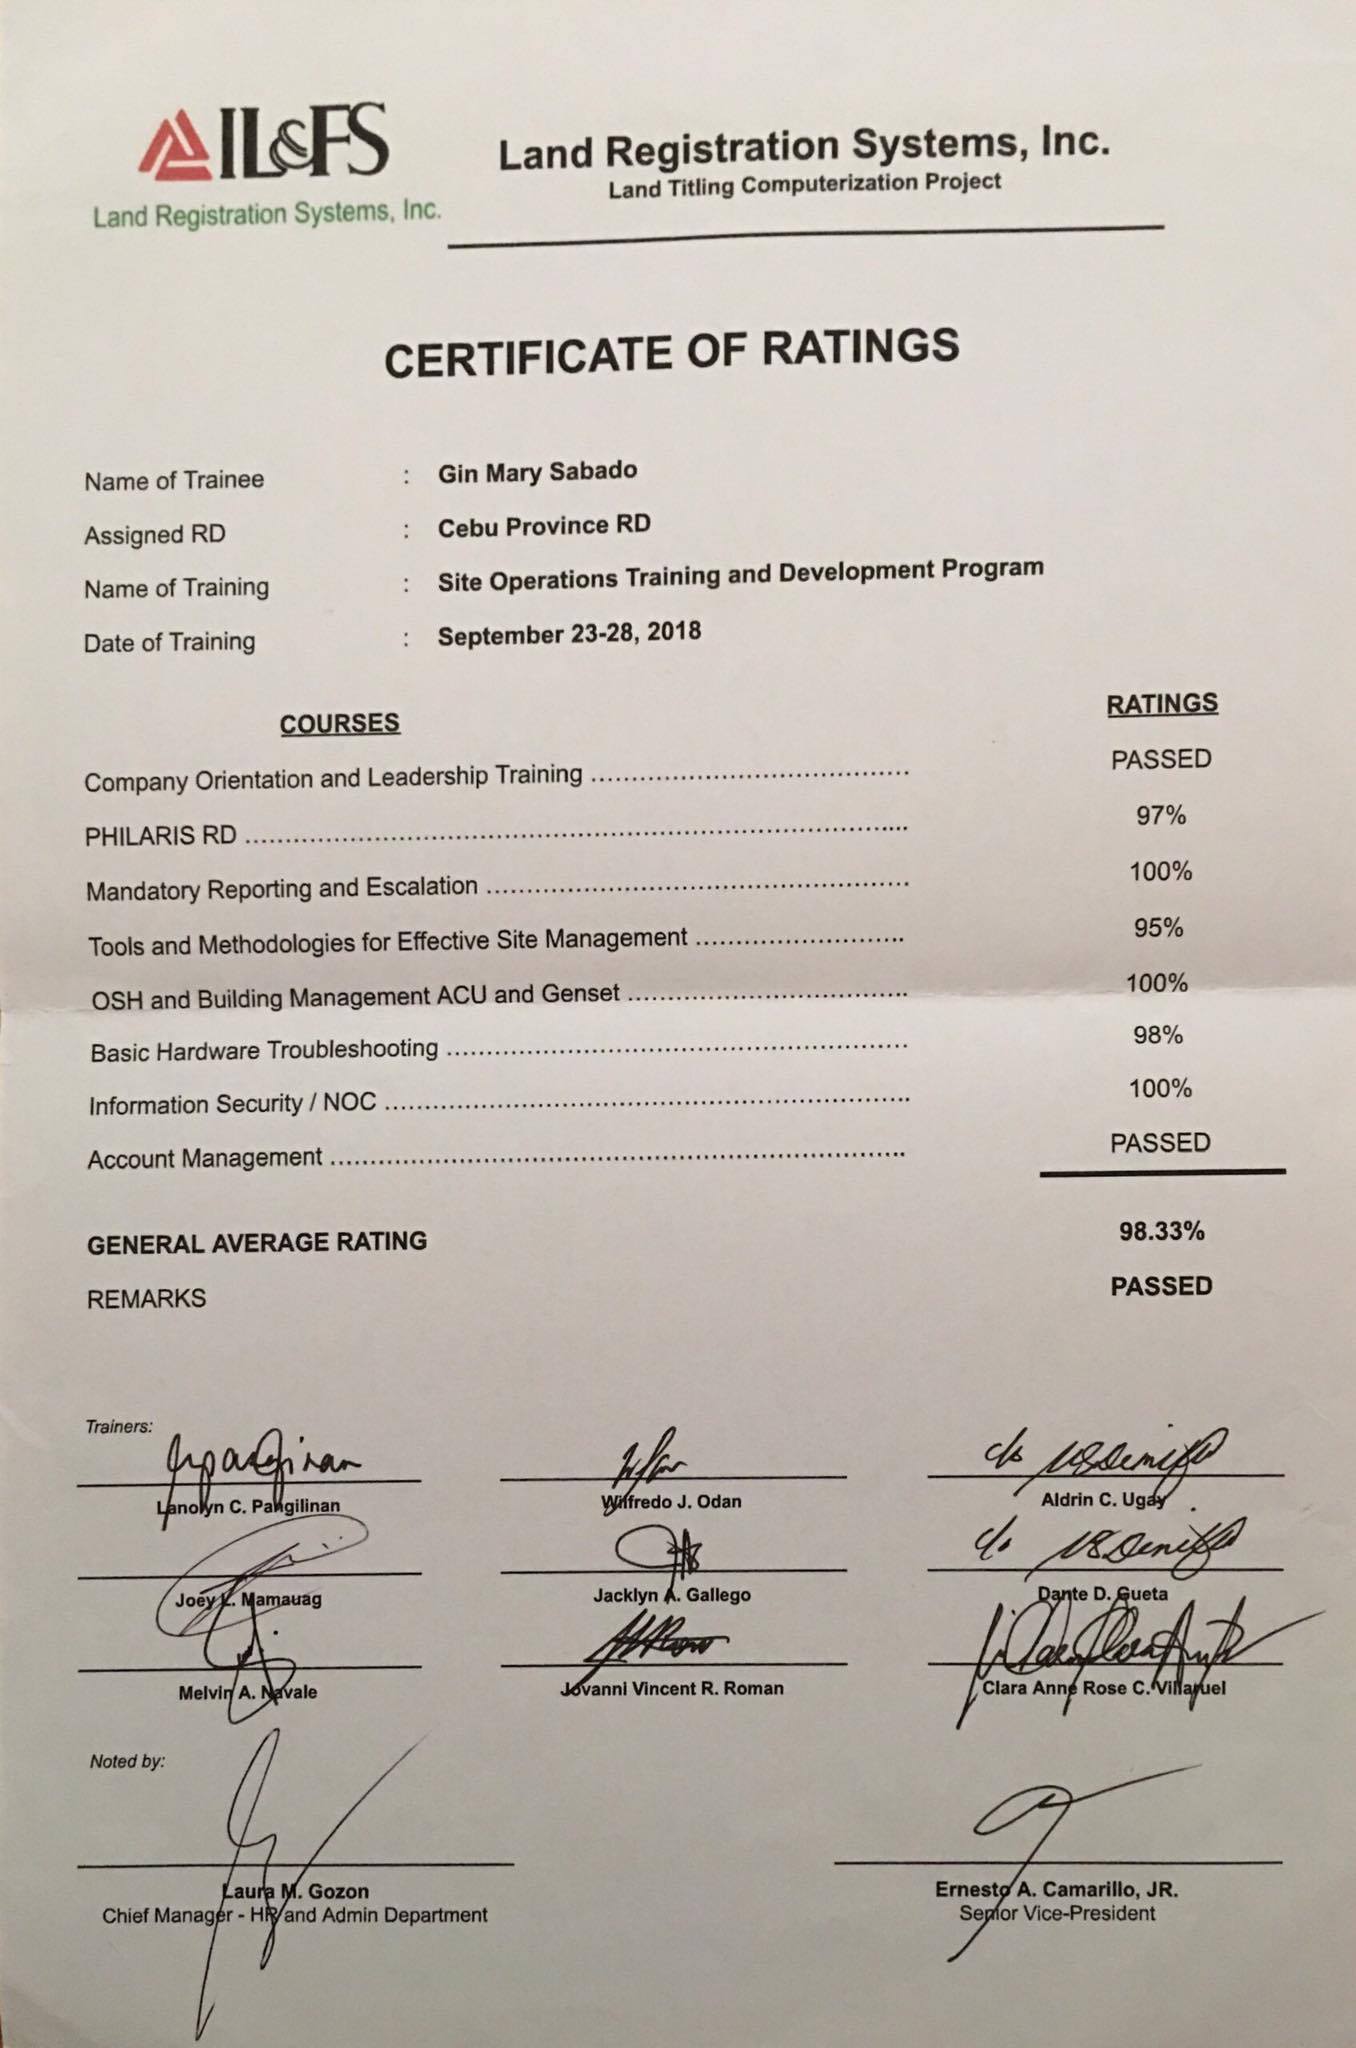 IL&FS
Land Registration Systems, Inc.
Land Registration Systems, Inc.
Land Titling Computerization Project
CERTIFICATE OF RATINGS
Name of Trainee : Gin Mary Sabado
Assigned RD : Cebu Province RD
Name of Training : Site Operations Training and Development Program
Date of Training : September 23-28, 2018
COURSES RATINGS
Company Orientation and Leadership Training ........................................ PASSED
PHILARIS RD ................................................................................... 97%
Mandatory Reporting and Escalation ..................................................... 100%
Tools and Methodologies for Effective Site Management .......................... 95%
OSH and Building Management ACU and Genset ................................... 100%
Basic Hardware Troubleshooting .......................................................... 98%
Information Security / NOC .................................................................. 100%
Account Management ........................................................................ PASSED
GENERAL AVERAGE RATING 98.33%
REMARKS PASSED
Trainers:
Lanolyn C. Pangilinan Wilfredo J. Odan Aldrin C. Ugay
c/o
c/o
Joey L. Mamauag Jacklyn A. Gallego Dante D. Gueta
Melvin A. Navale Jovanni Vincent R. Roman Clara Anne Rose C. Villaruel
Noted by:
Laura M. Gozon Ernesto A. Camarillo, JR.
Chief Manager - HR and Admin Department Senior Vice-President